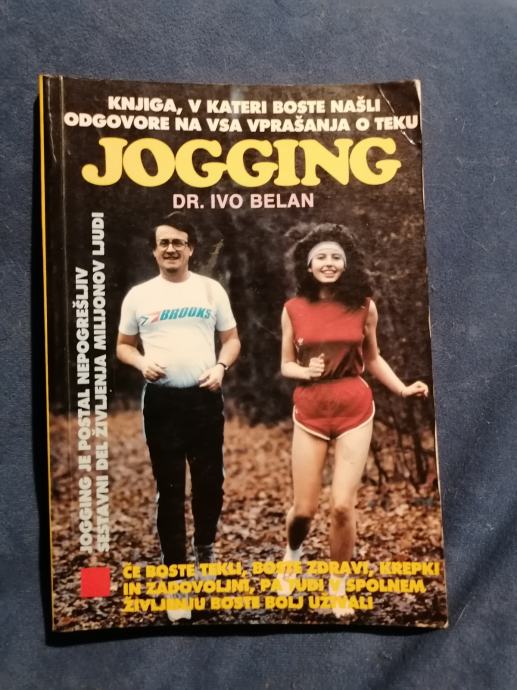 KNJIGA, V KATERI BOSTE NAŠLI
ODGOVORE NA VSA VPRAŠANJA O TEKU
JOGGING
DR. IVO BELAN
JOGGING JE POSTAL NEPOGREŠLJIV
SESTAVNI DEL ŽIVLJENJA MILIJONOV LJUDI
BROOKS
ČE BOSTE TEKLI, BOSTE ZDRAVI, KREPKI
IN ZADOVOLJNI, PA TUDI V SPOLNEM
ŽIVLJENJU BOSTE BOLJ UŽIVALI